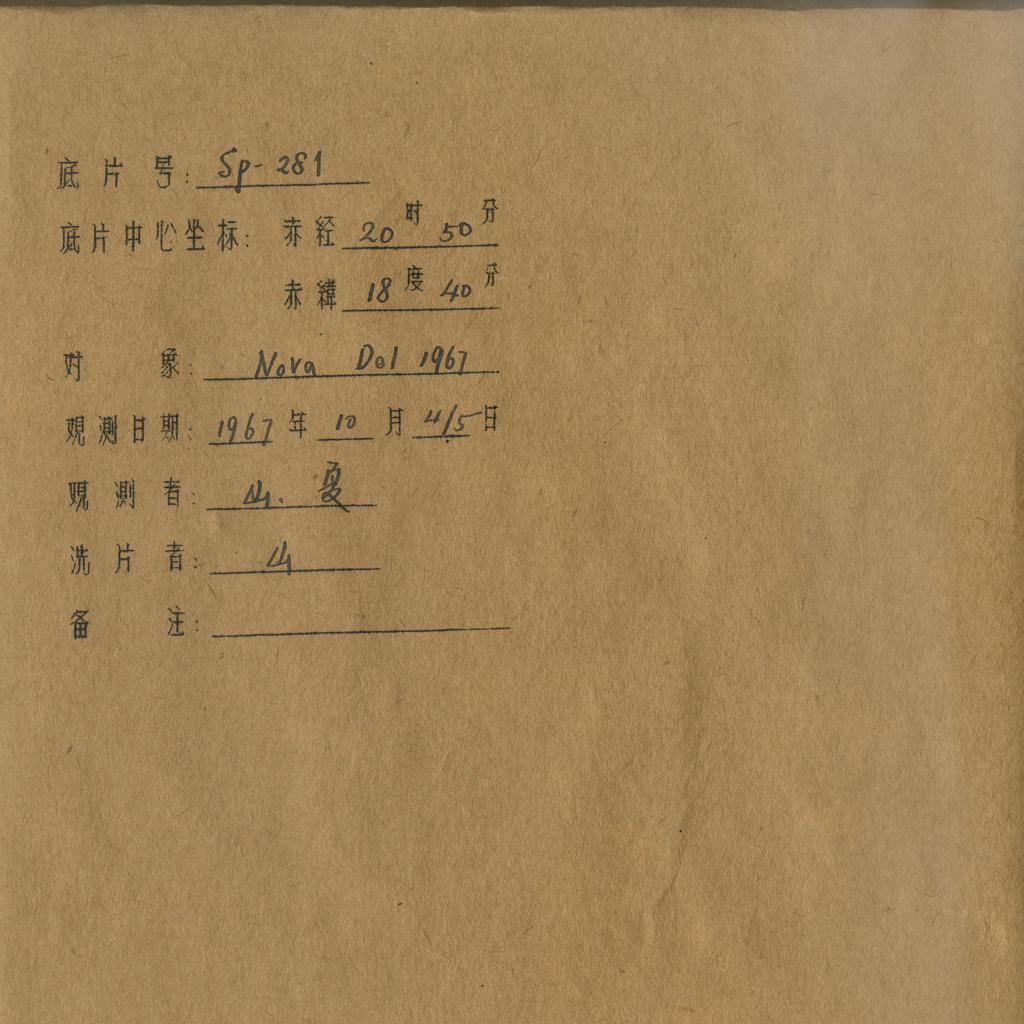 底片号: Sp-281
底片中心坐标: 赤经 20时 50分
赤緯 18度 40分
对象: Nova Del 1967
观測日期: 1967年 10月 4/5日
观測者: 山. 夏
洗片者: 山
备注: